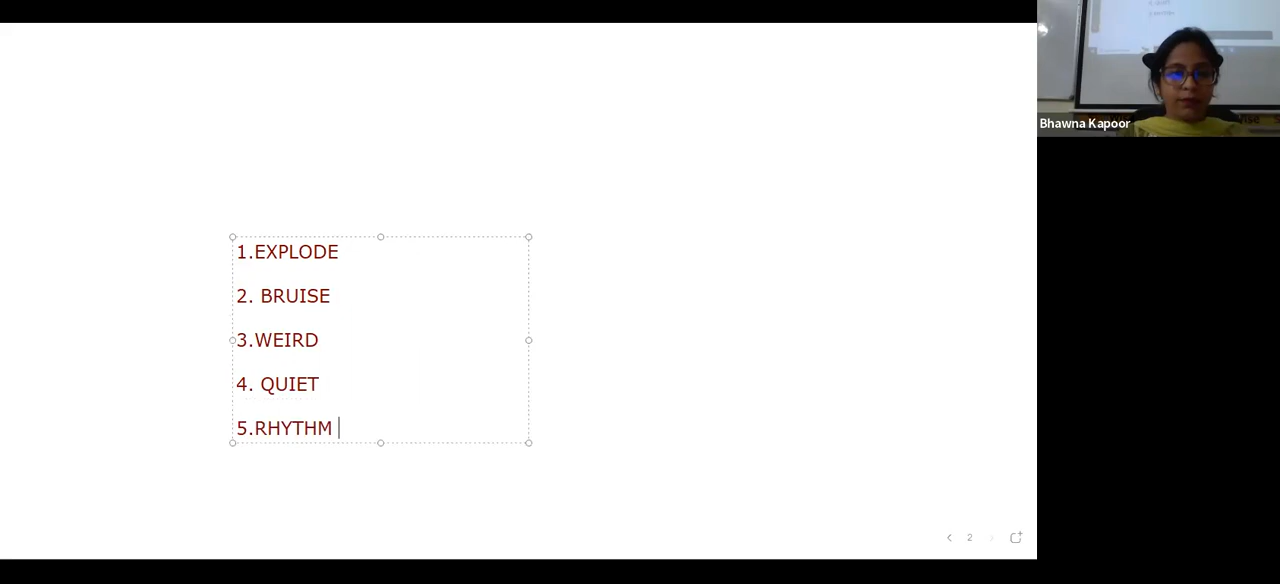 1.EXPLODE
2. BRUISE
3.WEIRD
4. QUIET
5.RHYTHM
2
Bhawna Kapoor